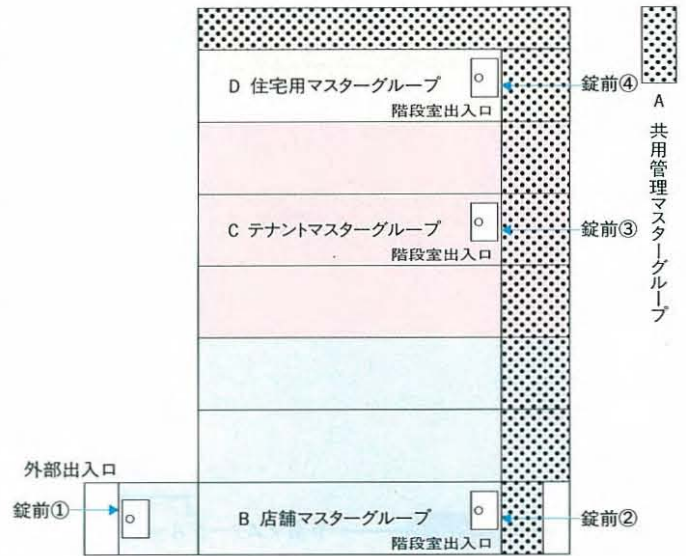 D 住宅用マスターグループ
階段室出入口
錠前④
A 共用管理マスターグループ
C テナントマスターグループ
階段室出入口
錠前③
外部出入口
錠前①
B 店舗マスターグループ
階段室出入口
錠前②